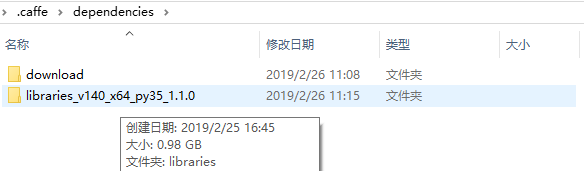 .caffe > dependencies >
名称 修改日期 类型 大小
download 2019/2/26 11:08 文件夹
libraries_v140_x64_py35_1.1.0 2019/2/26 11:15 文件夹
创建日期: 2019/2/25 16:45
大小: 0.98 GB
文件夹: libraries